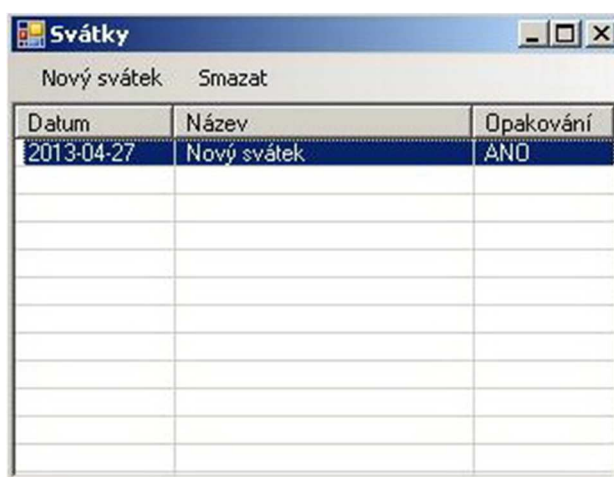 Svátky
Nový svátek Smazat
Datum Název Opakování
2013-04-27 Nový svátek ANO